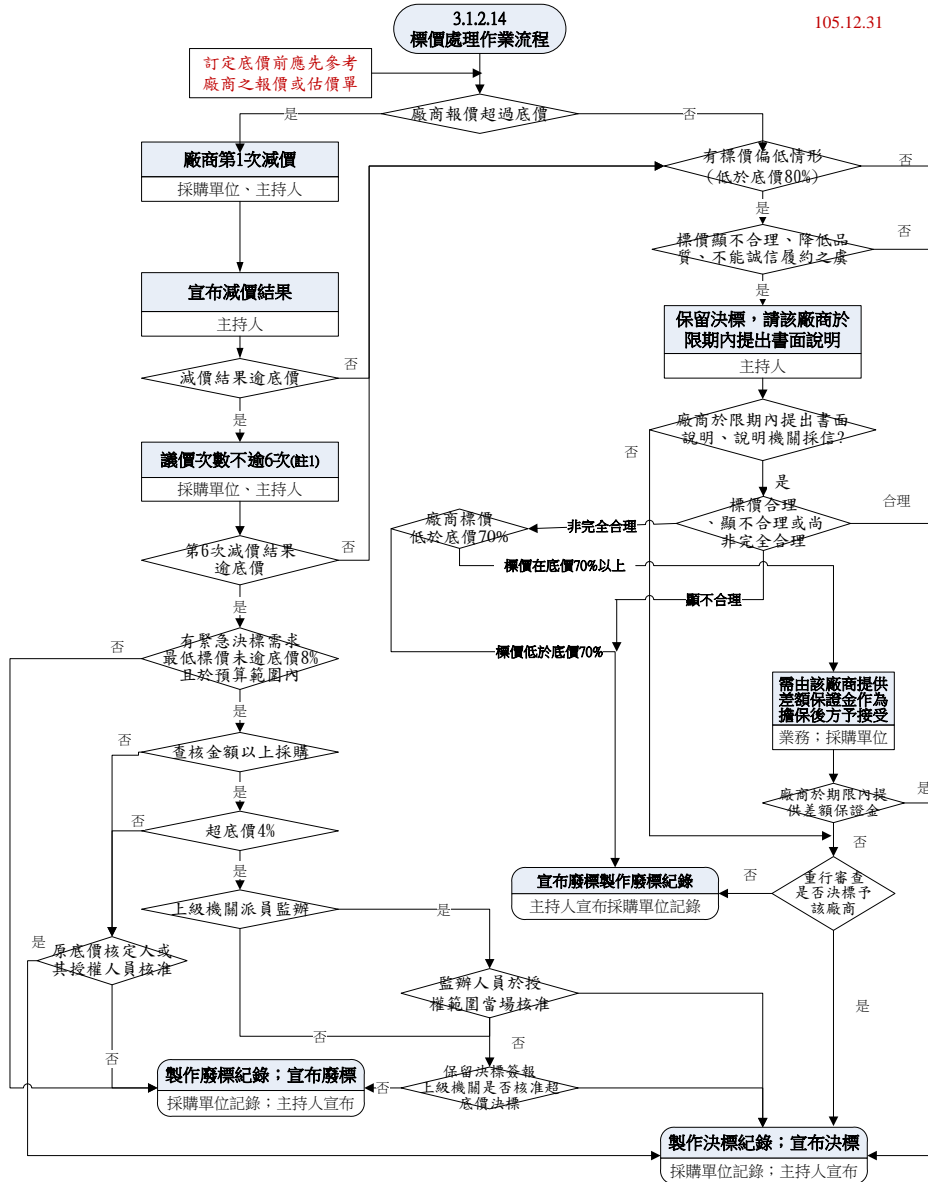 3.1.2.14
標價處理作業流程
105.12.31
訂定底價前應先參考
廠商之報價或估價單
廠商報價超過底價
是
否
廠商第1次減價
採購單位、主持人
有標價偏低情形
(低於底價80%)
否
是
標價顯不合理、降低品
質、不能誠信履約之虞
否
是
宣布減價結果
主持人
保留決標，請該廠商於
限期內提出書面說明
主持人
減價結果逾底價
否
是
廠商於限期內提出書面
說明、說明機關採信?
否
是
議價次數不逾6次(註1)
採購單位、主持人
標價合理
、顯不合理或尚
非完全合理
合理
非完全合理
廠商標價
低於底價70%
第6次減價結果
逾底價
否
是
標價在底價70%以上
顯不合理
標價低於底價70%
有緊急決標需求
最低標價未逾底價8%
且於預算範圍內
否
是
需由該廠商提供
差額保證金作為
擔保後方予接受
業務；採購單位
查核金額以上採購
否
是
廠商於期限內提
供差額保證金
是
否
超底價4%
否
是
宣布廢標製作廢標紀錄
主持人宣布採購單位記錄
否
重行審查
是否決標予
該廠商
是
上級機關派員監辦
是
否
原底價核定人或
其授權人員核准
是
否
監辦人員於授
權範圍當場核准
否
保留決標簽報
上級機關是否核准超
底價決標
否
製作廢標紀錄；宣布廢標
採購單位記錄；主持人宣布
製作決標紀錄；宣布決標
採購單位記錄；主持人宣布